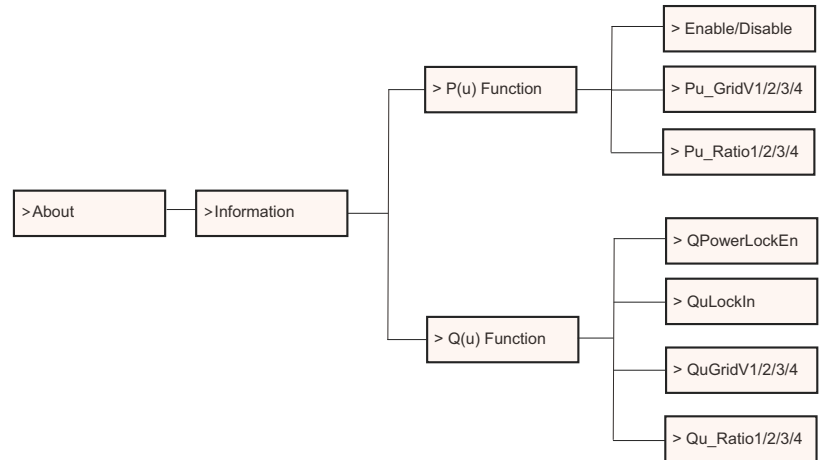 >About
>Information
> P(u) Function
> Enable/Disable
> Pu_GridV1/2/3/4
> Pu_Ratio1/2/3/4
> Q(u) Function
> QPowerLockEn
> QuLockIn
> QuGridV1/2/3/4
> Qu_Ratio1/2/3/4